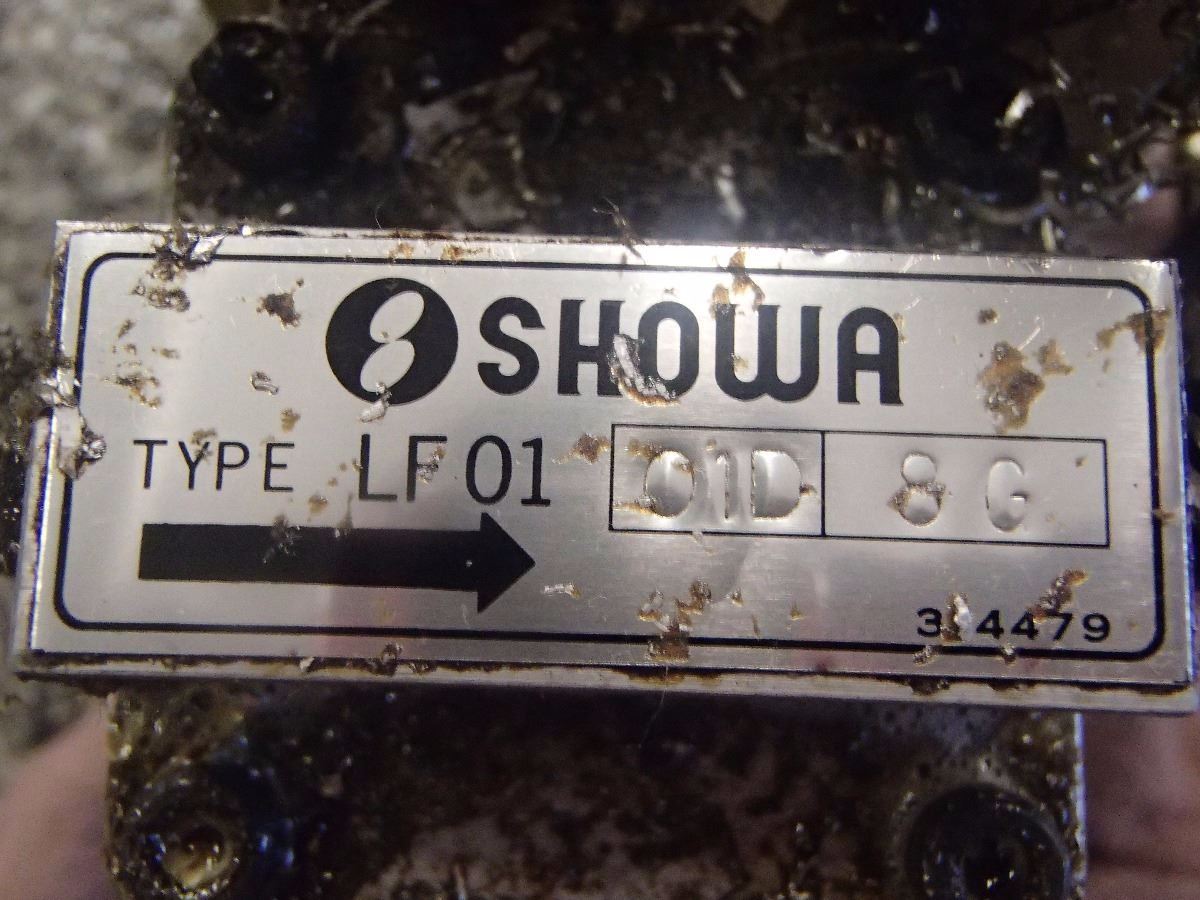 SHOWA
TYPE LF01 01D 8 G